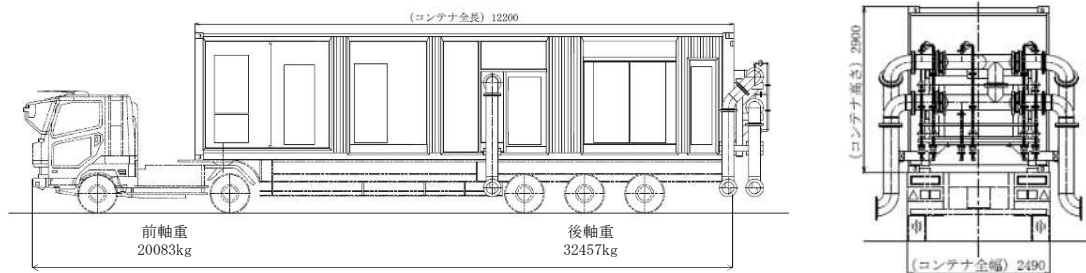 (コンテナ全長) 12200
前軸重
20083kg
後軸重
32457kg
(コンテナ高さ) 2900
(コンテナ全幅) 2490